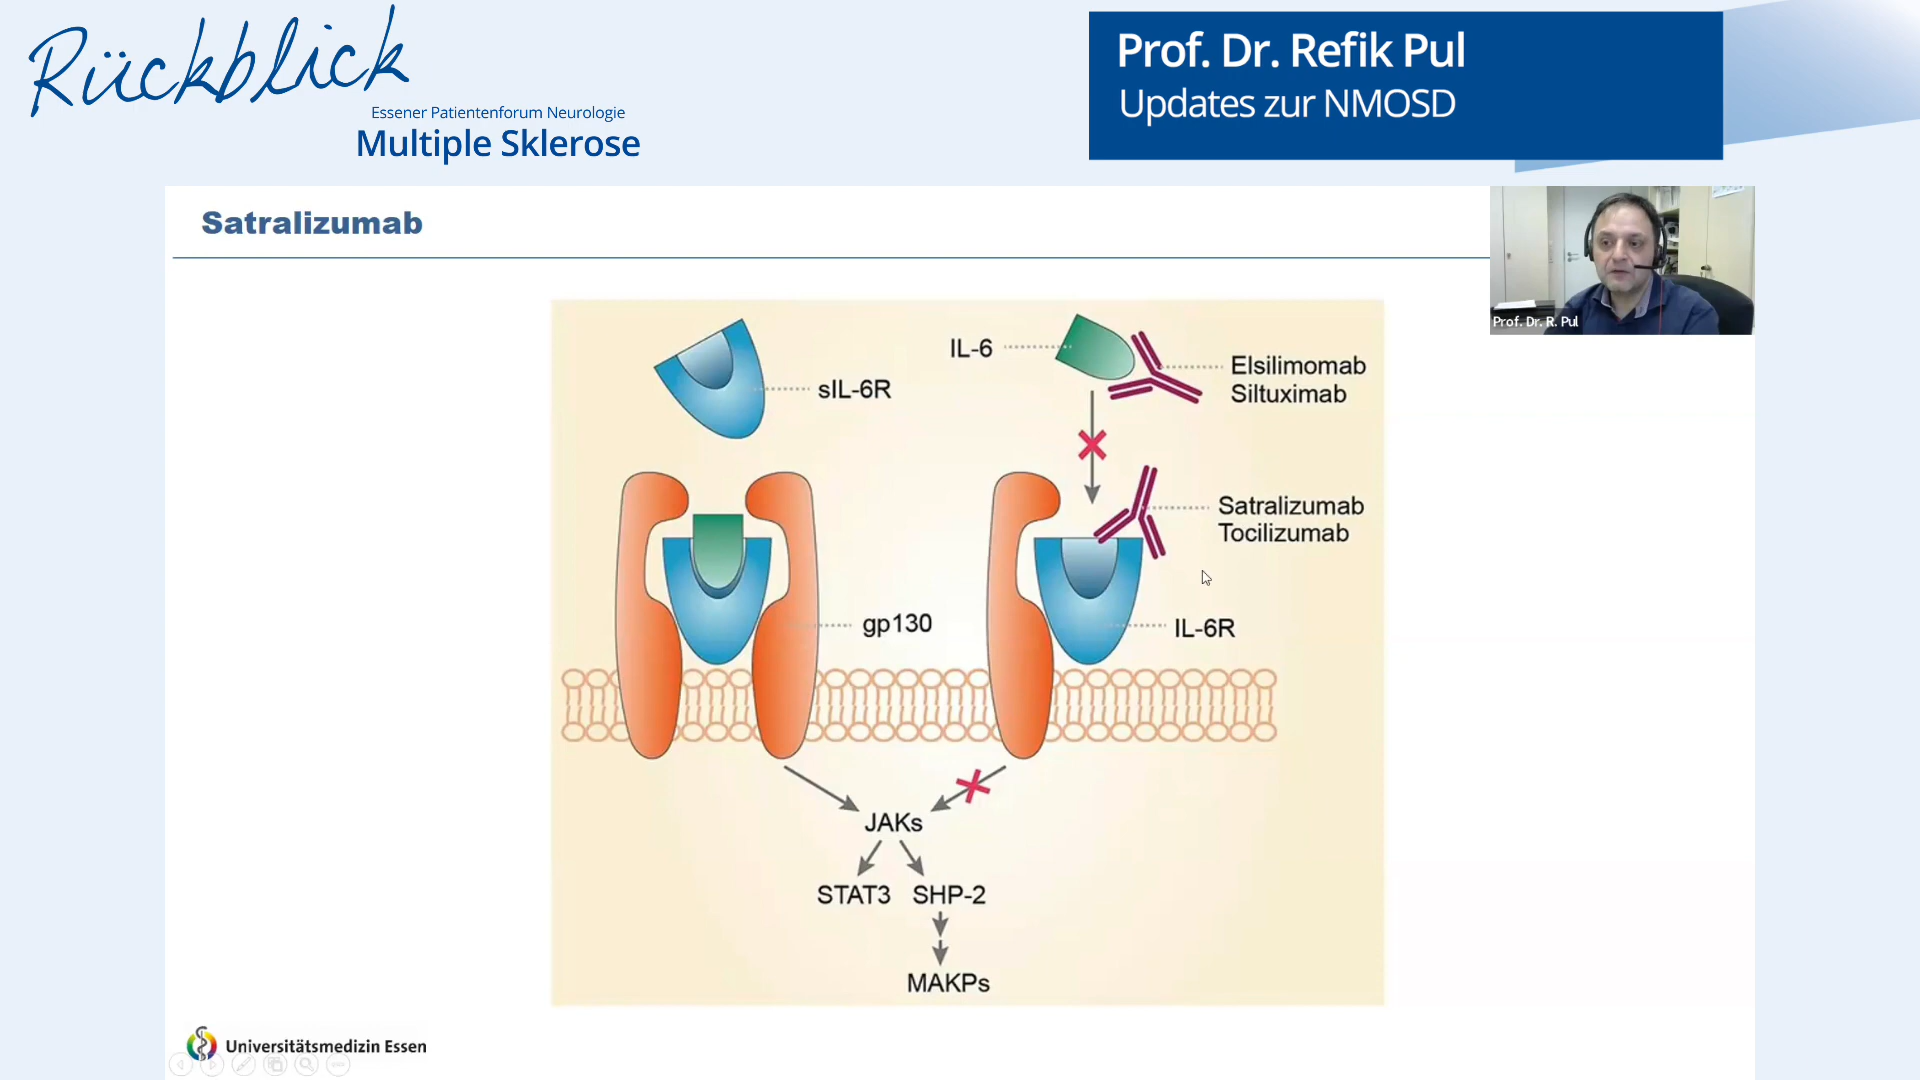 Rückblick
Essener Patientenforum Neurologie
Multiple Sklerose
Prof. Dr. Refik Pul
Updates zur NMOSD
Satralizumab
Prof. Dr. R. Pul
sIL-6R
IL-6
Elsilimomab
Siltuximab
Satralizumab
Tocilizumab
gp130
IL-6R
JAKs
STAT3 SHP-2
MAKPs
Universitätsmedizin Essen